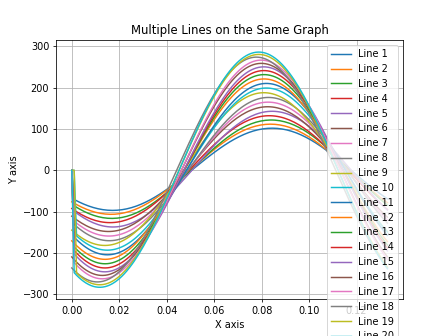 Multiple Lines on the Same Graph
300
200
100
0
−100
−200
−300
Y axis
0.00
0.02
0.04
0.06
0.08
0.10
X axis
Line 1
Line 2
Line 3
Line 4
Line 5
Line 6
Line 7
Line 8
Line 9
Line 10
Line 11
Line 12
Line 13
Line 14
Line 15
Line 16
Line 17
Line 18
Line 19
Line 20